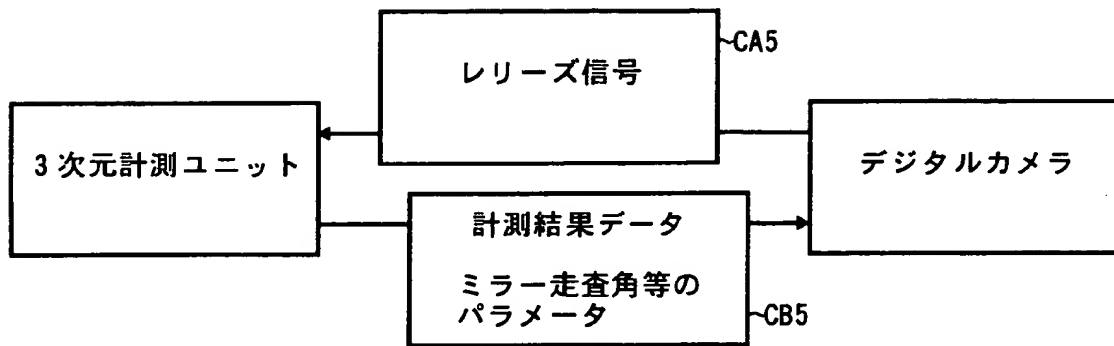 レリーズ信号
CA5
3次元計測ユニット
デジタルカメラ
計測結果データ
ミラー走査角等の
パラメータ
CB5